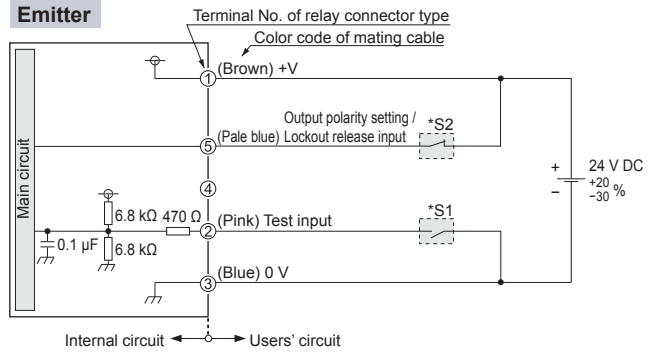 Emitter
Terminal No. of relay connector type
Color code of mating cable
1
(Brown) +V
Output polarity setting /
*S2
5
(Pale blue) Lockout release input
Main circuit
+
24 V DC
+20
−
−30 %
4
6.8 kΩ
470 Ω
2
(Pink) Test input
*S1
0.1 µF
6.8 kΩ
(Blue) 0 V
3
Internal circuit
Users' circuit